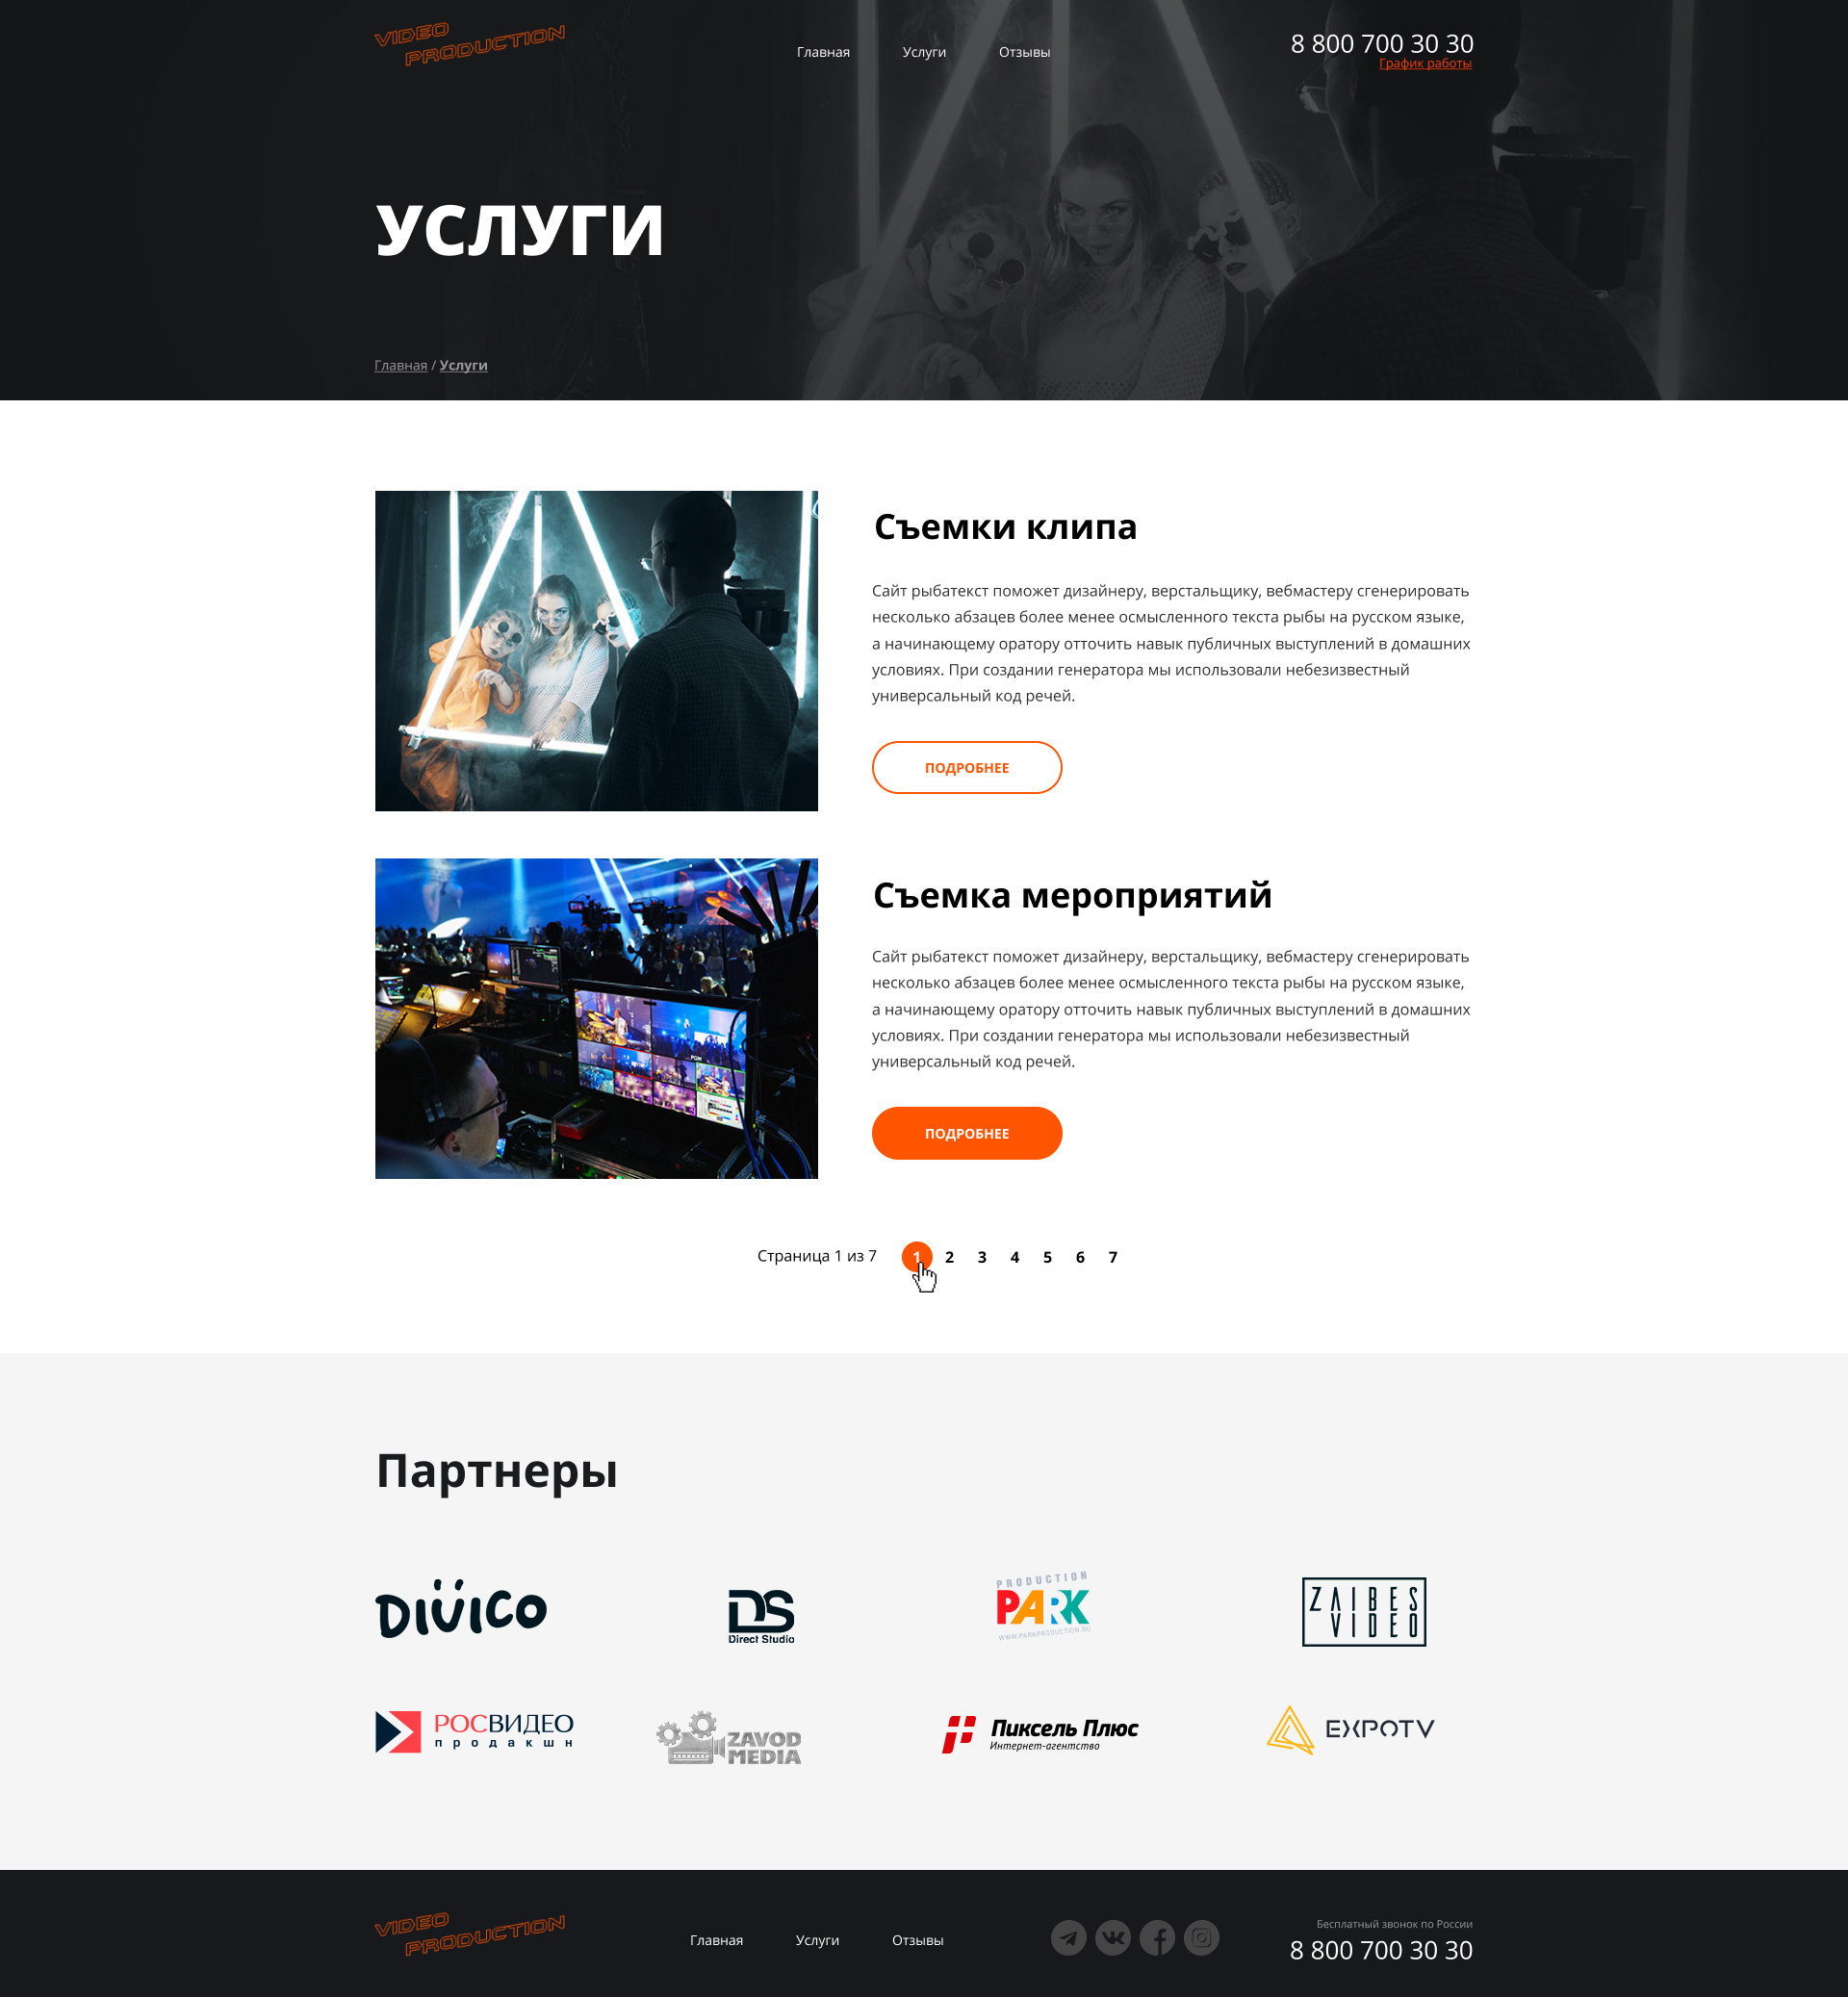 VIDEO
PRODUCTION
Главная
Услуги
Отзывы
8 800 700 30 30
График работы
УСЛУГИ
Главная / Услуги
Съемки клипа
Сайт рыбатекст поможет дизайнеру, верстальщику, вебмастеру сгенерировать
несколько абзацев более менее осмысленного текста рыбы на русском языке,
а начинающему оратору отточить навык публичных выступлений в домашних
условиях. При создании генератора мы использовали небезизвестный
универсальный код речей.
ПОДРОБНЕЕ
PGM
Съемка мероприятий
Сайт рыбатекст поможет дизайнеру, верстальщику, вебмастеру сгенерировать
несколько абзацев более менее осмысленного текста рыбы на русском языке,
а начинающему оратору отточить навык публичных выступлений в домашних
условиях. При создании генератора мы использовали небезизвестный
универсальный код речей.
ПОДРОБНЕЕ
Страница 1 из 7
1 2 3 4 5 6 7
Партнеры
Divico
DS
Direct Studio
PRODUCTION
PARK
WWW.PARKPRODUCTION.RU
ZAIBES
VIDEO
РОСВИДЕО
продакшн
ZAVOD
MEDIA
Пиксель Плюс
Интернет-агентство
EXPOTV
VIDEO
PRODUCTION
Главная
Услуги
Отзывы
Бесплатный звонок по России
8 800 700 30 30